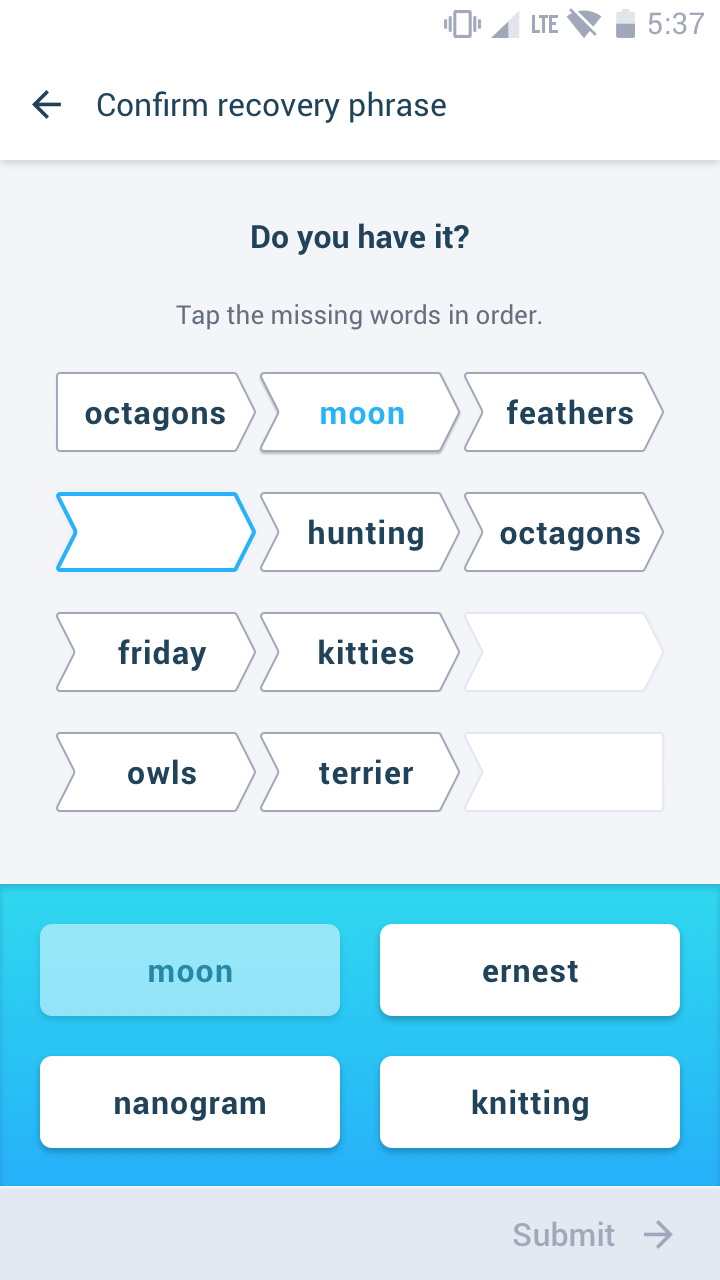 LTE 5:37
Confirm recovery phrase
Do you have it?
Tap the missing words in order.
octagons moon feathers
hunting octagons
friday kitties
owls terrier
moon ernest
nanogram knitting
Submit